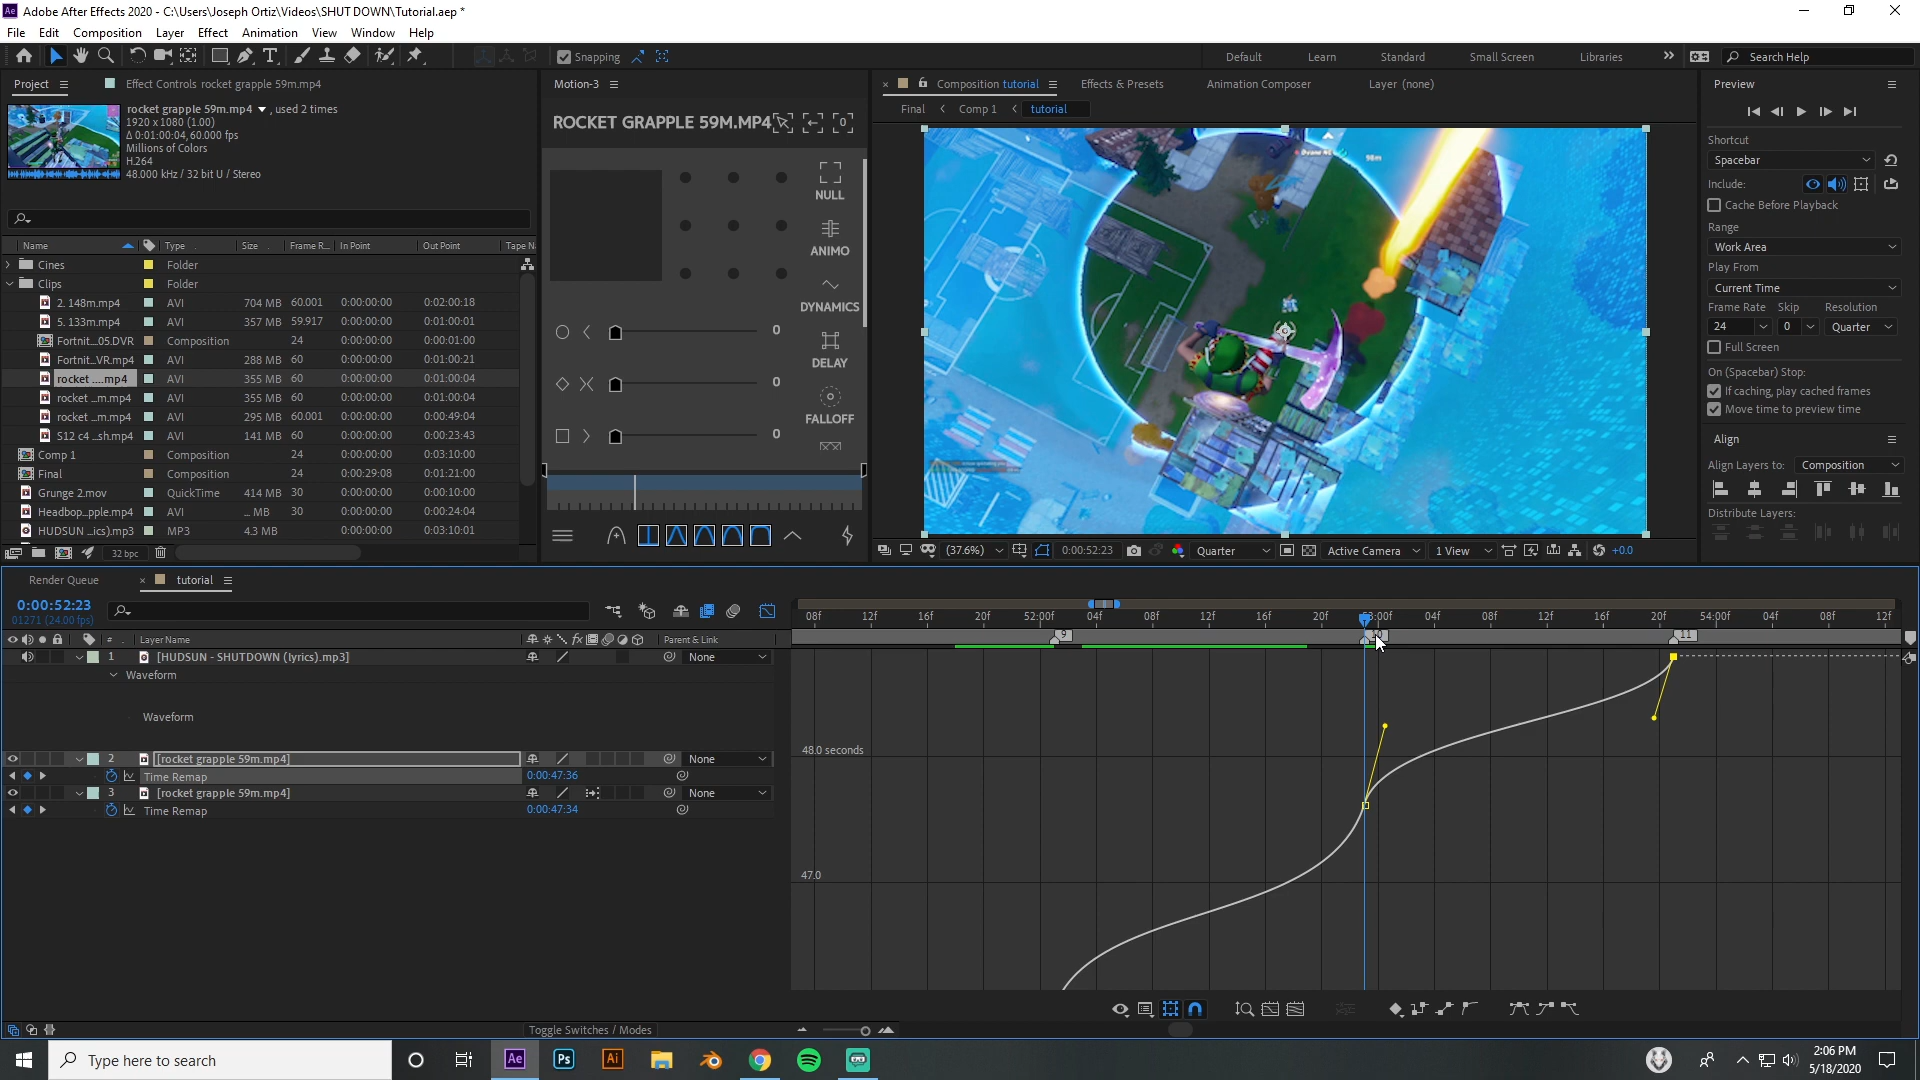 Adobe After Effects 2020 - C:\Users\Joseph Ortiz\Videos\SHUT DOWN\Tutorial.aep *
File Edit Composition Layer Effect Animation View Window Help
Snapping
Default Learn Standard Small Screen Libraries Search Help
Project Effect Controls rocket grapple 59m.mp4
rocket grapple 59m.mp4 , used 2 times
1920 x 1080 (1.00)
Δ 0:01:00:04, 60.000 fps
Millions of Colors
H.264
48.000 kHz / 32 bit U / Stereo
Name Type Size Frame R... In Point Out Point Tape N
Cines Folder
Clips Folder
2. 148m.mp4 AVI 704 MB 60.001 0:00:00:00 0:02:00:18
5. 133m.mp4 AVI 357 MB 59.917 0:00:00:00 0:01:00:01
Fortnit....05.DVR Composition 24 0:00:00:00 0:00:01:00
Fortnit...VR.mp4 AVI 288 MB 60 0:00:00:00 0:01:00:21
rocket ....mp4 AVI 355 MB 60 0:00:00:00 0:01:00:04
rocket ...m.mp4 AVI 355 MB 60 0:00:00:00 0:01:00:04
rocket ...m.mp4 AVI 295 MB 60.001 0:00:00:00 0:00:49:04
S12 c4 ...sh.mp4 AVI 141 MB 60 0:00:00:00 0:00:23:43
Comp 1 Composition 24 0:00:00:00 0:03:10:00
Final Composition 24 0:00:29:08 0:01:21:00
Grunge 2.mov QuickTime 414 MB 30 0:00:00:00 0:00:10:00
Headbop...pple.mp4 AVI ... MB 30 0:00:00:00 0:00:24:04
HUDSUN ...ics).mp3 MP3 4.3 MB 0:00:00:00 0:03:10:01
32 bpc
Motion-3
ROCKET GRAPPLE 59M.MP4
NULL
ANIMO
DYNAMICS
DELAY
FALLOFF
0
0
0
Composition tutorial Effects & Presets Animation Composer Layer (none)
Final Comp 1 tutorial
98m
(37.6%) 0:00:52:23 Quarter Active Camera 1 View +0.0
Preview
Shortcut
Spacebar
Include:
Cache Before Playback
Range
Work Area
Play From
Current Time
Frame Rate Skip Resolution
24 0 Quarter
Full Screen
On (Spacebar) Stop:
If caching, play cached frames
Move time to preview time
Align
Align Layers to: Composition
Distribute Layers:
Render Queue tutorial
0:00:52:23
01271 (24.00 fps)
# Layer Name Parent & Link
1 [HUDSUN - SHUTDOWN (lyrics).mp3] None
Waveform
Waveform
2 [rocket grapple 59m.mp4] None
Time Remap 0:00:47:36
3 [rocket grapple 59m.mp4] None
Time Remap 0:00:47:34
08f 12f 16f 20f 52:00f 04f 08f 12f 16f 20f 53:00f 04f 08f 12f 16f 20f 54:00f 04f 08f 12f
9 10 11
48.0 seconds
47.0
Toggle Switches / Modes
Type here to search
Ae Ps Ai
2:06 PM
5/18/2020